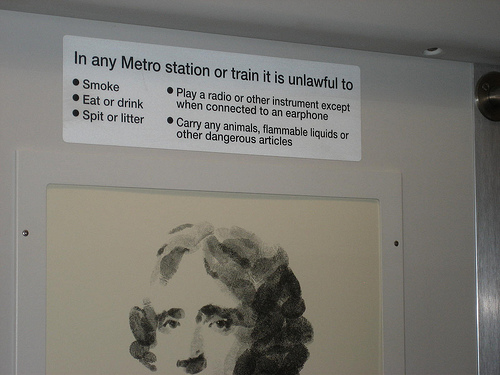 In any Metro station or train it is unlawful to
• Smoke
• Eat or drink
• Spit or litter
• Play a radio or other instrument except
when connected to an earphone
• Carry any animals, flammable liquids or
other dangerous articles